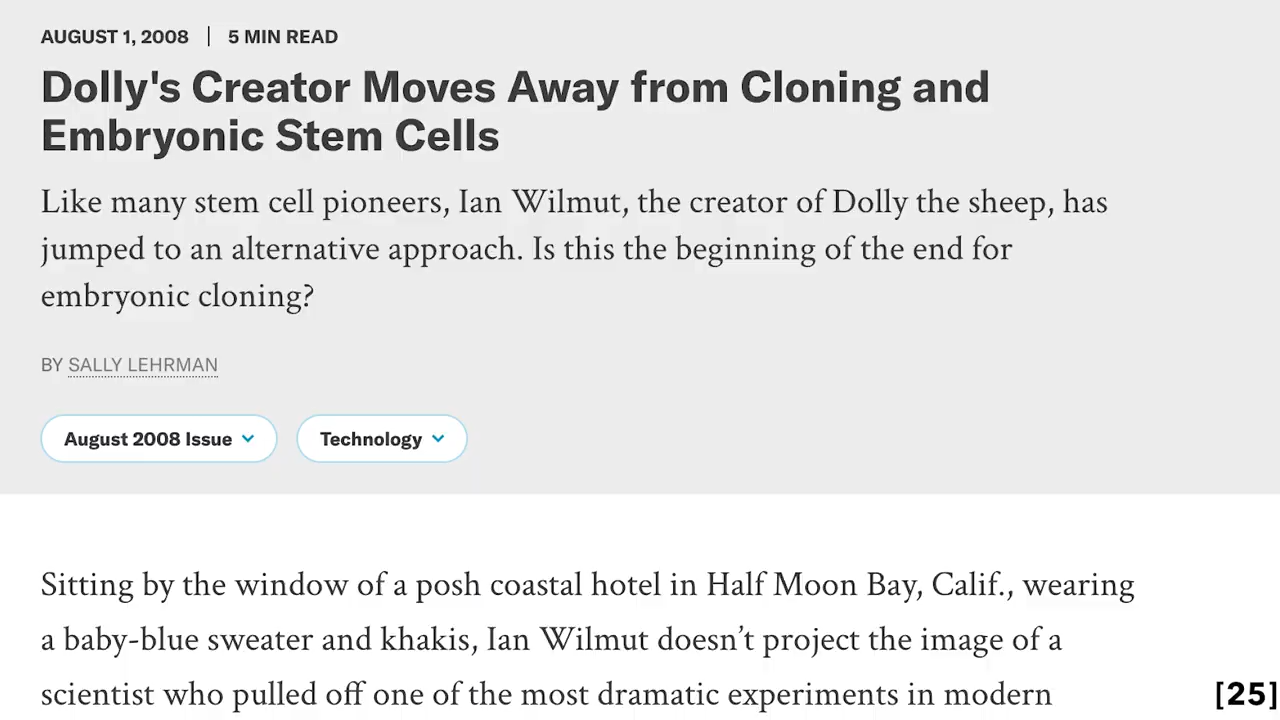 AUGUST 1, 2008 | 5 MIN READ
Dolly's Creator Moves Away from Cloning and
Embryonic Stem Cells
Like many stem cell pioneers, Ian Wilmut, the creator of Dolly the sheep, has
jumped to an alternative approach. Is this the beginning of the end for
embryonic cloning?
BY SALLY LEHRMAN
August 2008 Issue
Technology
Sitting by the window of a posh coastal hotel in Half Moon Bay, Calif., wearing
a baby-blue sweater and khakis, Ian Wilmut doesn’t project the image of a
scientist who pulled off one of the most dramatic experiments in modern
[25]